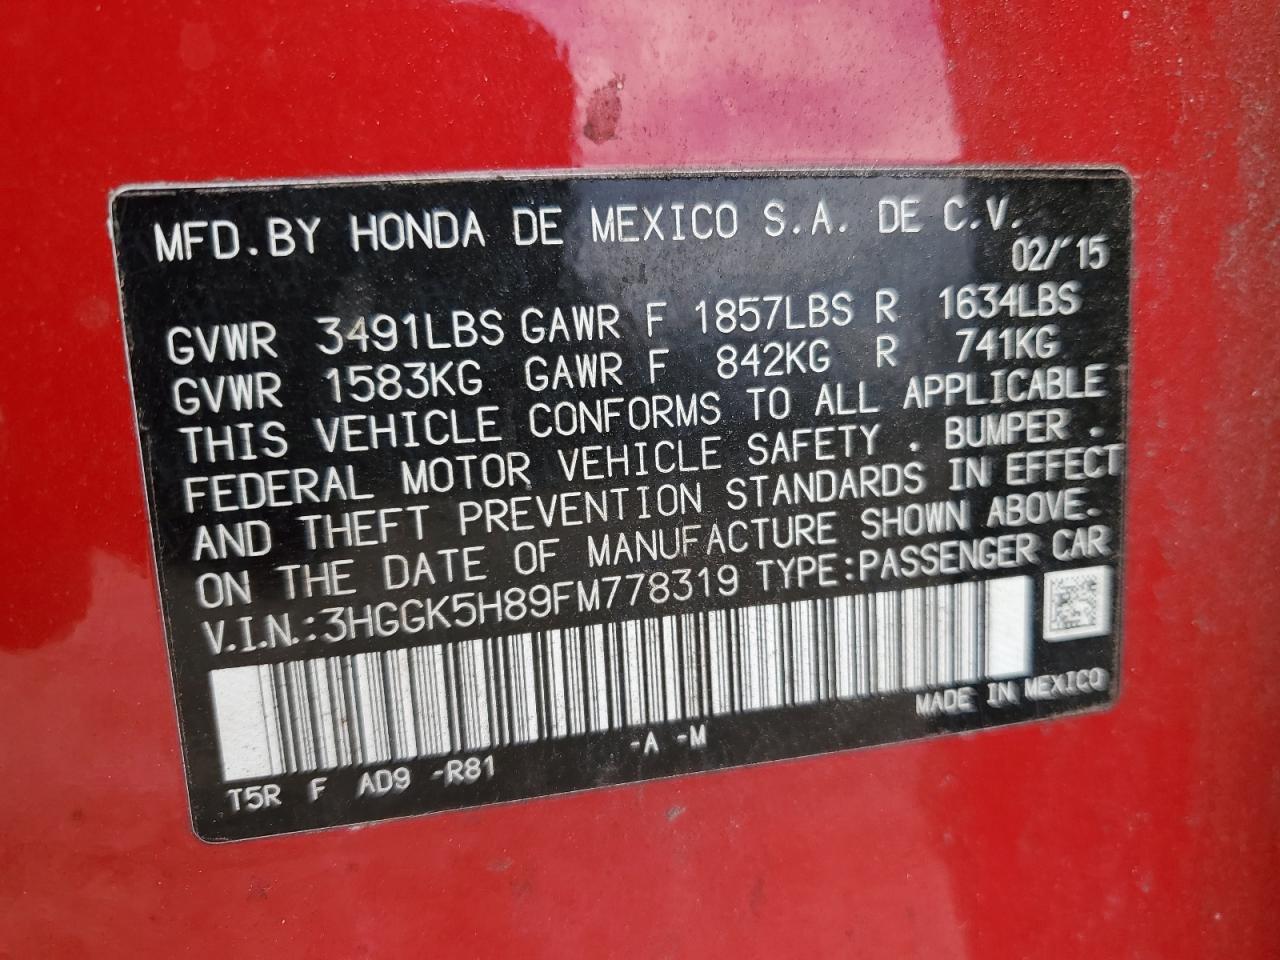 MFD.BY HONDA DE MEXICO S.A. DE C.V.
02/'15
GVWR 3491LBS GAWR F 1857LBS R 1634LBS
GVWR 1583KG GAWR F 842KG R 741KG
THIS VEHICLE CONFORMS TO ALL APPLICABLE
FEDERAL MOTOR VEHICLE SAFETY , BUMPER ,
AND THEFT PREVENTION STANDARDS IN EFFECT
ON THE DATE OF MANUFACTURE SHOWN ABOVE.
V.I.N.:3HGGK5H89FM778319 TYPE:PASSENGER CAR
MADE IN MEXICO
T5R F AD9 -R81 -A -M